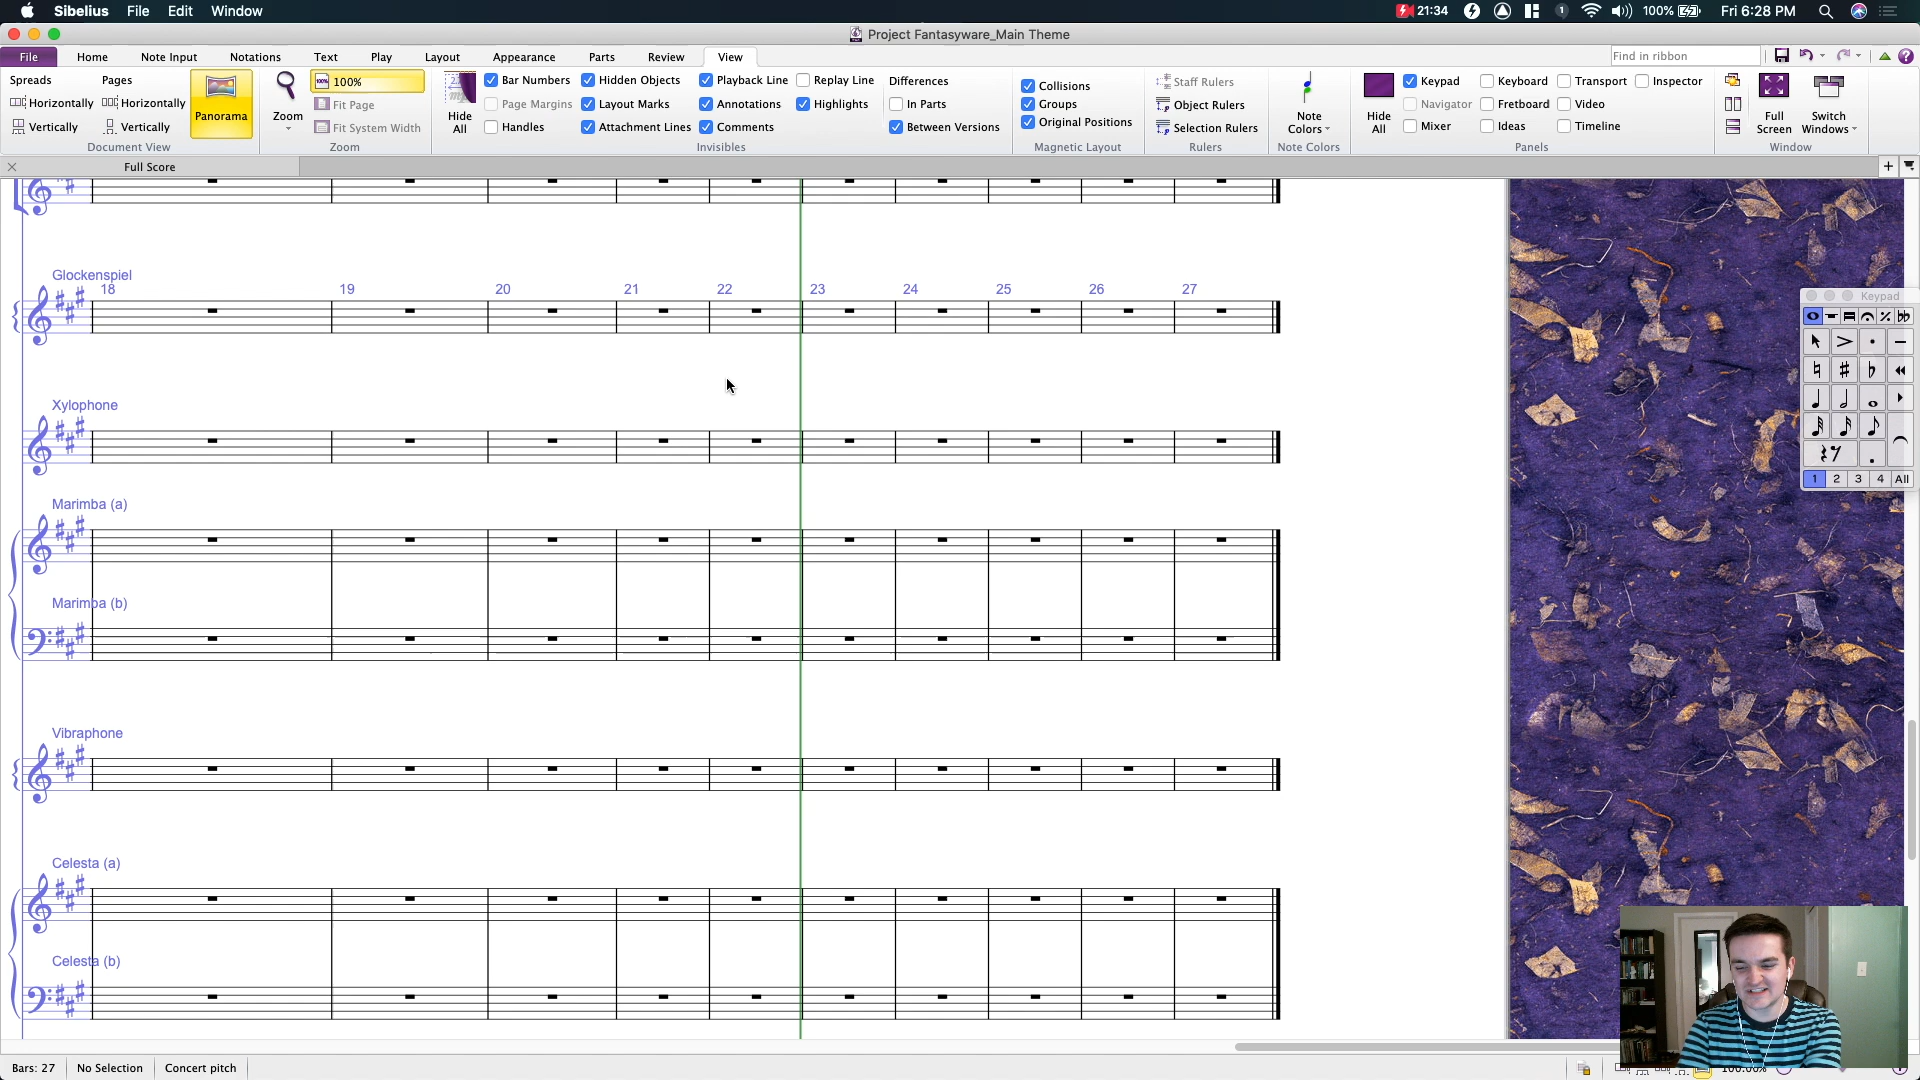 Sibelius File Edit Window 21:34 1 100% Fri 6:28 PM
Project Fantasyware_Main Theme
File Home Note Input Notations Text Play Layout Appearance Parts Review View Find in ribbon
Spreads Pages
Horizontally Horizontally
Vertically Vertically
Panorama
Document View
Zoom
100%
Fit Page
Fit System Width
Zoom
Hide All
Bar Numbers Hidden Objects Playback Line Replay Line
Page Margins Layout Marks Annotations Highlights
Handles Attachment Lines Comments
Differences
In Parts
Between Versions
Invisibles
Collisions
Groups
Original Positions
Magnetic Layout
Staff Rulers
Object Rulers
Selection Rulers
Rulers
Note Colors
Note Colors
Hide All
Keypad Keyboard Transport Inspector
Navigator Fretboard Video
Mixer Ideas Timeline
Panels
Full Screen
Switch Windows
Window
Full Score
Glockenspiel
18 19 20 21 22 23 24 25 26 27
Keypad
1 2 3 4 All
Xylophone
Marimba (a)
Marimba (b)
Vibraphone
Celesta (a)
Celesta (b)
Bars: 27 No Selection Concert pitch